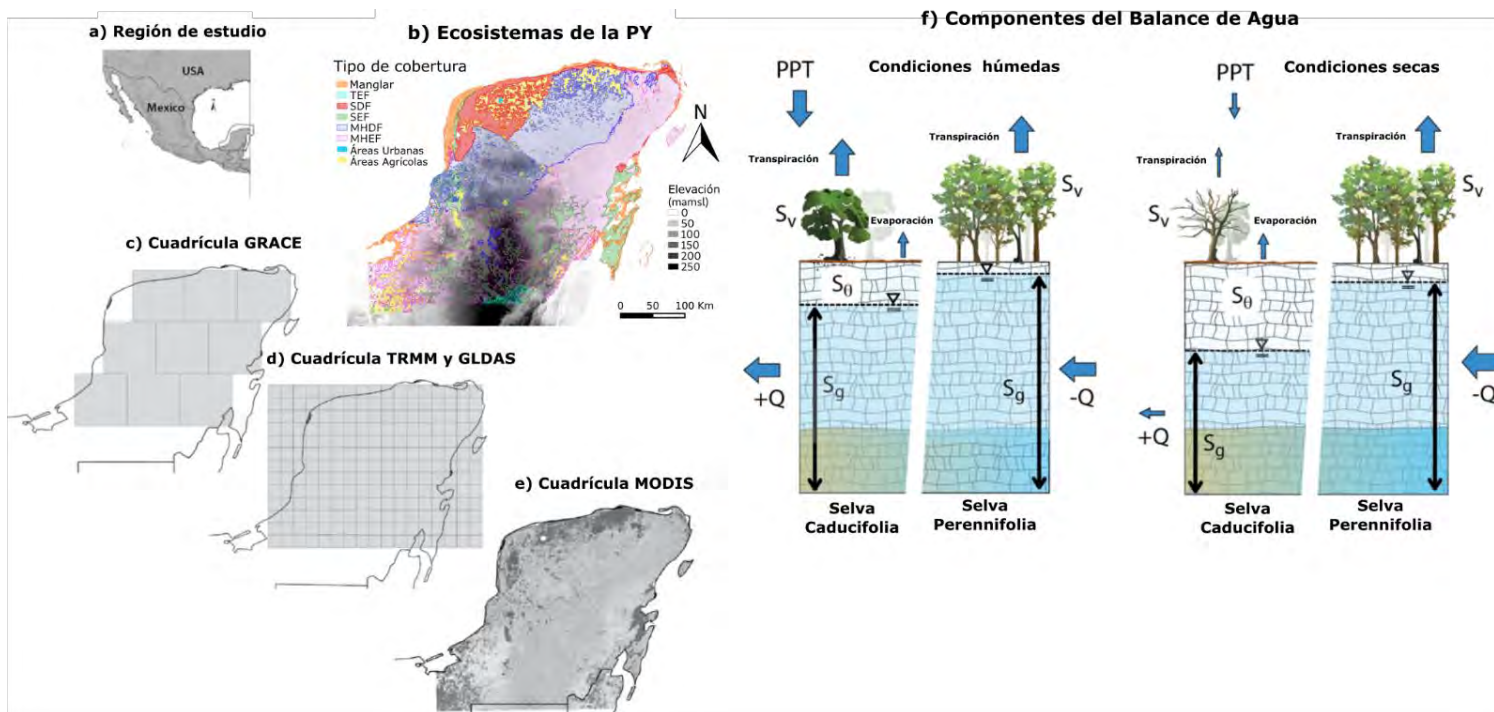 a) Región de estudio
USA
Mexico
b) Ecosistemas de la PY
Tipo de cobertura
Manglar
TEF
SDF
SEF
MHDF
MHEF
Áreas Urbanas
Áreas Agrícolas
N
Elevación
(mamsl)
0
50
100
150
200
250
0 50 100 Km
c) Cuadrícula GRACE
d) Cuadrícula TRMM y GLDAS
e) Cuadrícula MODIS
f) Componentes del Balance de Agua
PPT
Condiciones húmedas
Transpiración
Transpiración
Sv
Evaporación
Sv
Sθ
Sg
Sg
+Q
-Q
Selva
Caducifolia
Selva
Perennifolia
PPT
Condiciones secas
Transpiración
Transpiración
Sv
Evaporación
Sv
Sθ
Sg
Sg
+Q
-Q
Selva
Caducifolia
Selva
Perennifolia